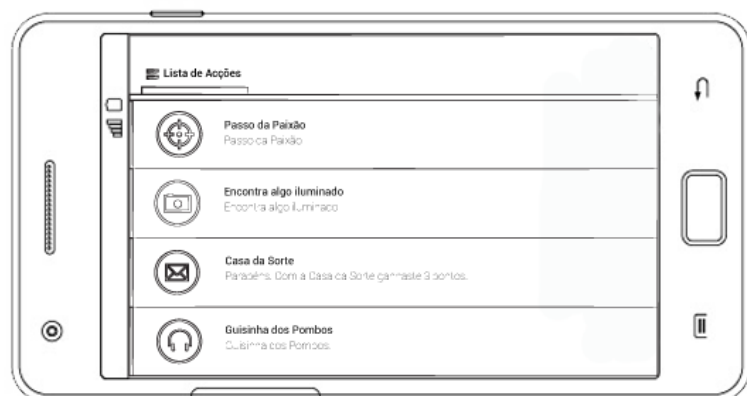 Lista de Acções
Passo da Paixão
Passo da Paixão
Encontra algo iluminado
Encontra algo iluminado
Casa da Sorte
Parabéns. Com a Casa da Sorte ganhaste 3 pontos.
Guisinha dos Pombos
Guisinha dos Pombos.